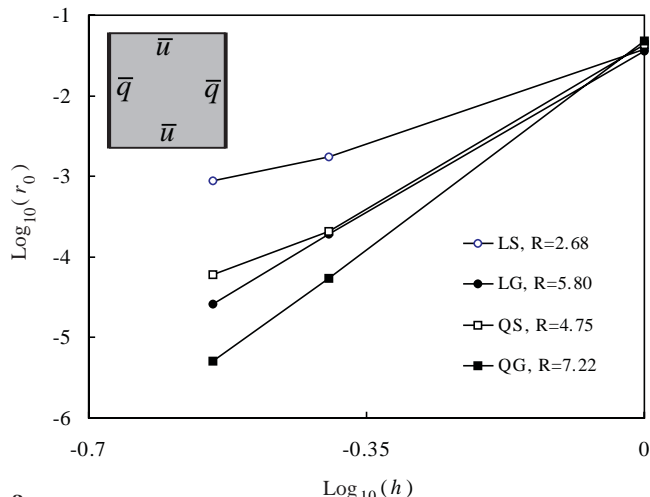 -1
-2
-3
-4
-5
-6
Log10(r0)
u̅
q̅ q̅
u̅
LS, R=2.68
LG, R=5.80
QS, R=4.75
QG, R=7.22
-0.7 -0.35 0
Log10(h)